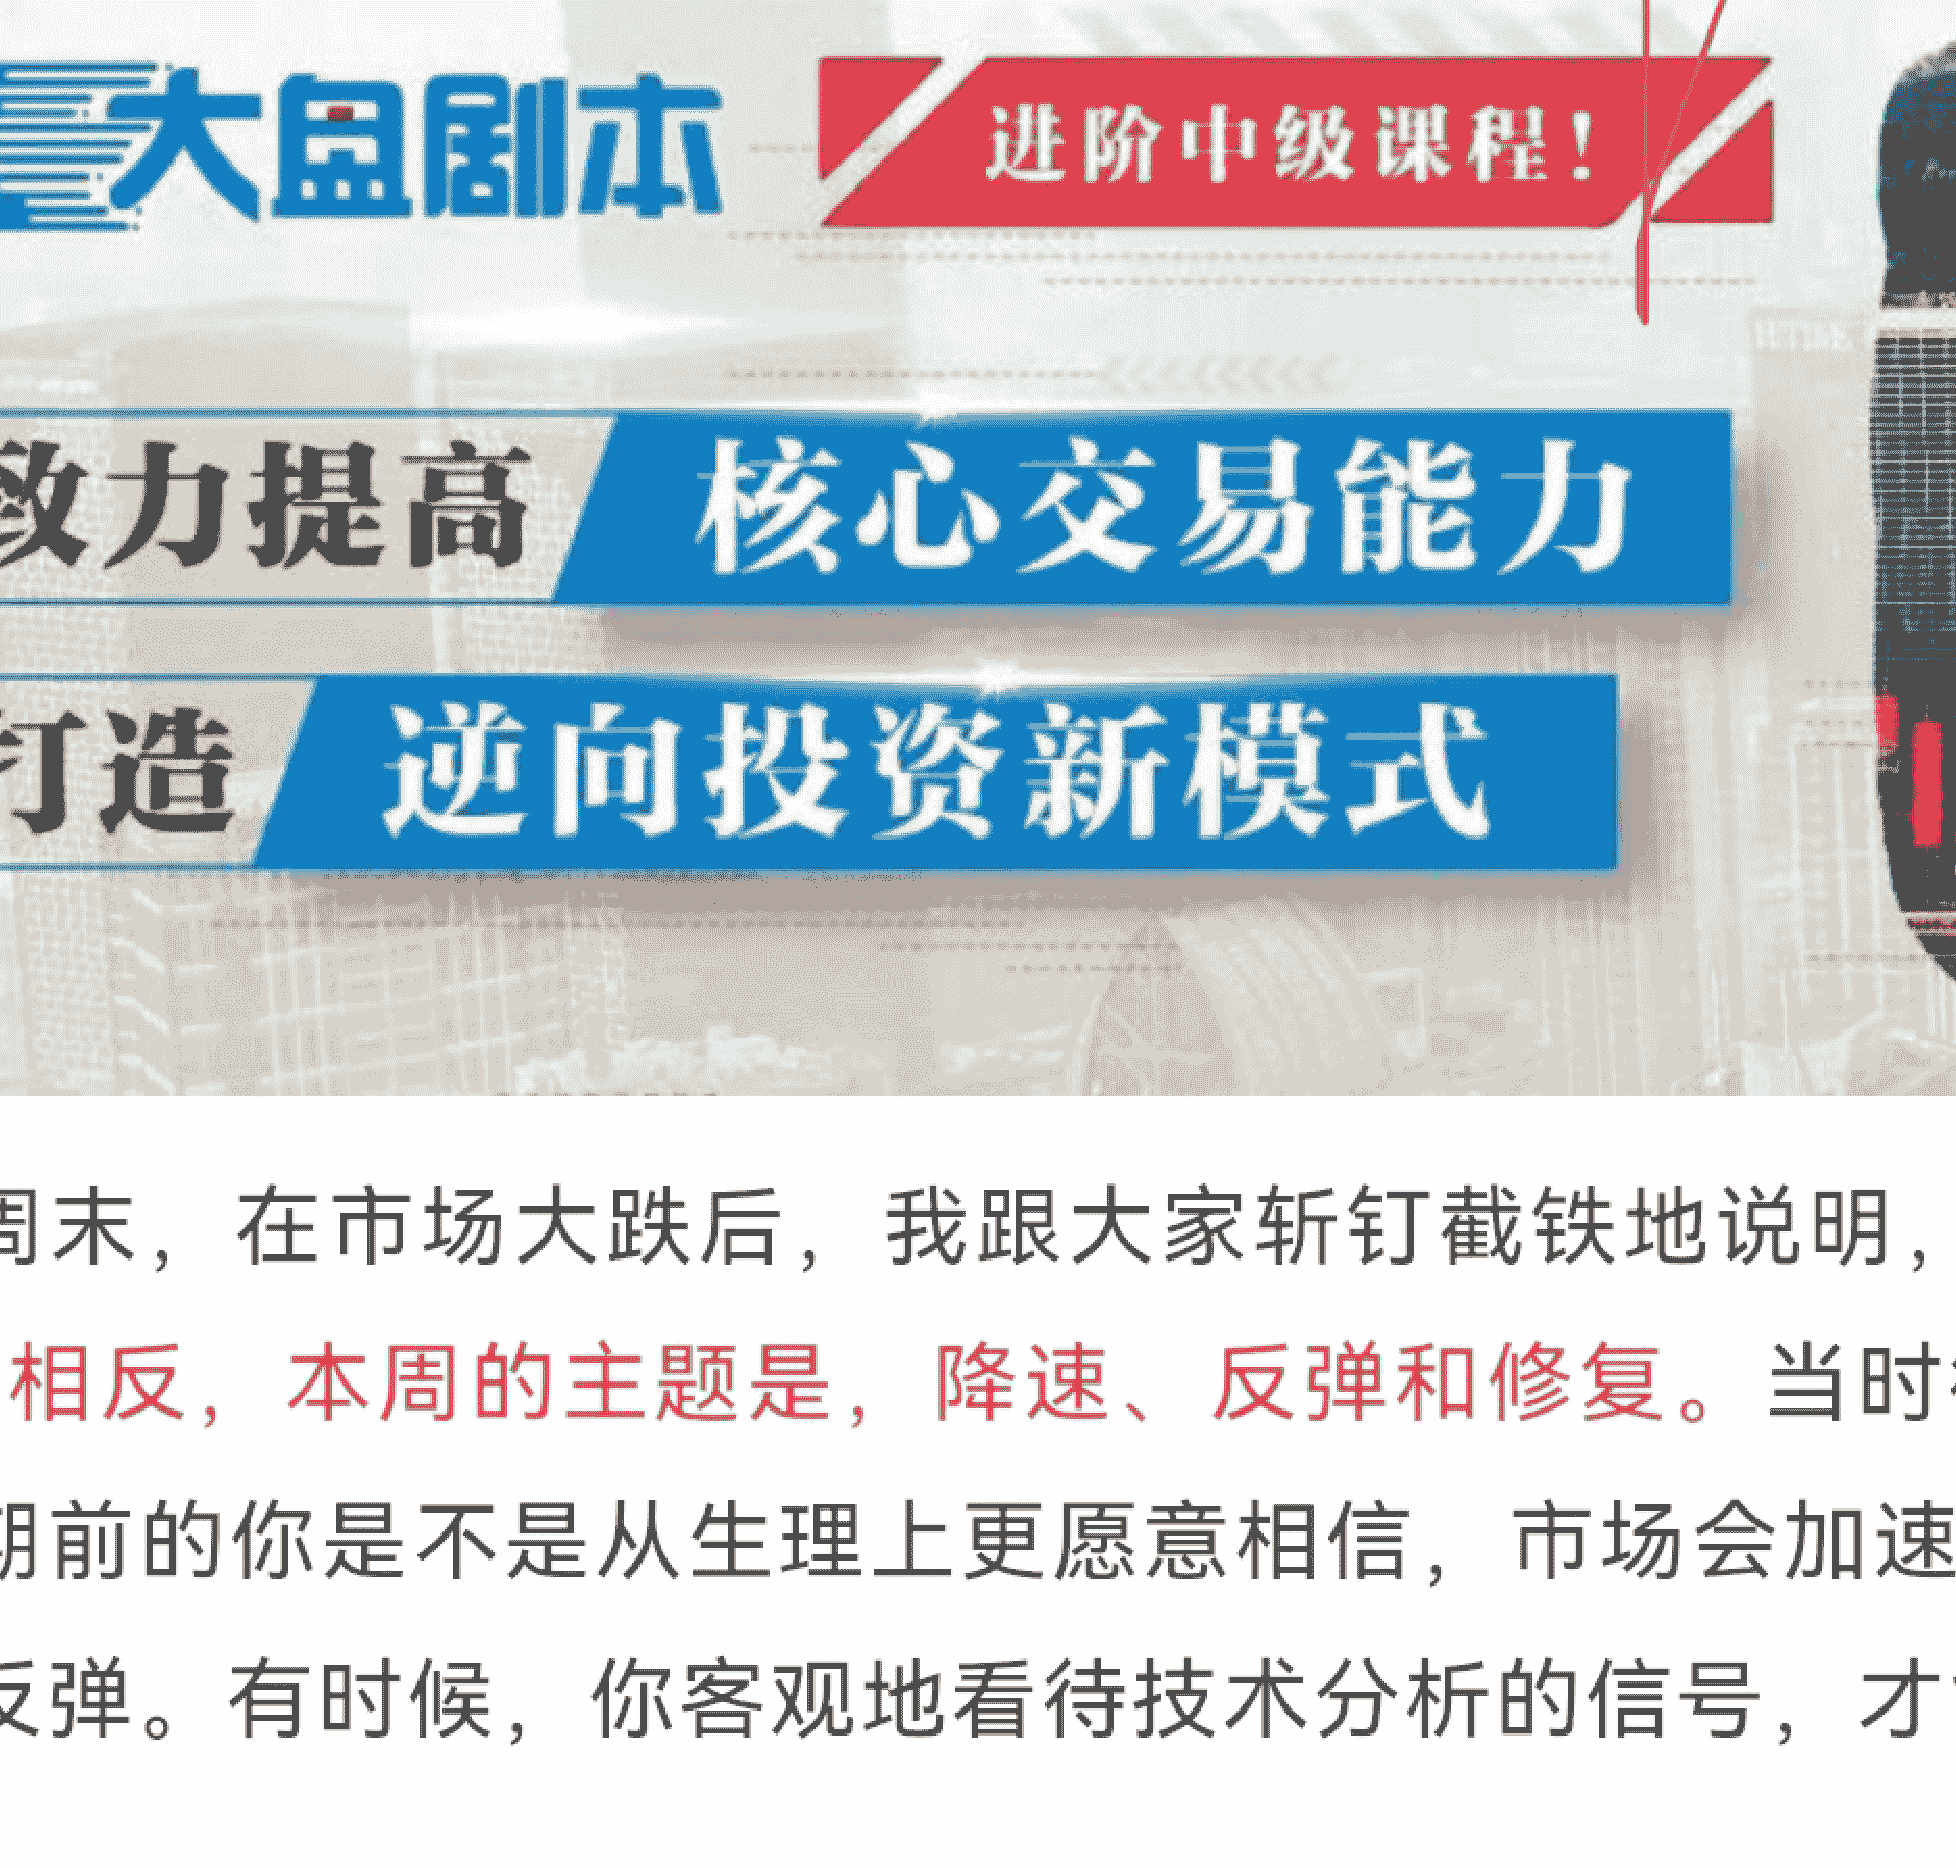 大盘剧本
进阶中级课程!
致力提高 核心交易能力
打造 逆向投资新模式
周末，在市场大跌后，我跟大家斩钉截铁地说明，
相反，本周的主题是，降速、反弹和修复。当时
期前的你是不是从生理上更愿意相信，市场会加速
反弹。有时候，你客观地看待技术分析的信号，才